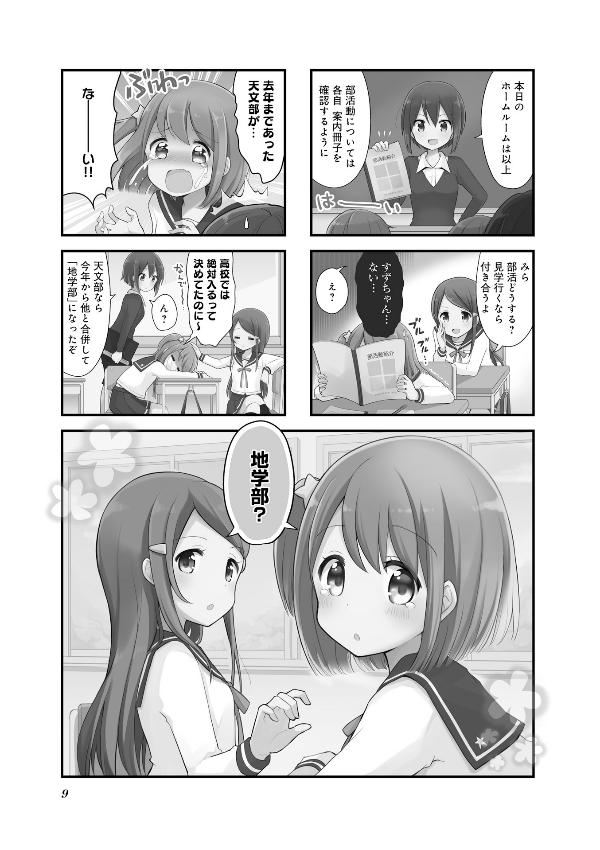 本日の
ホームルームは以上
部活動については
各自 案内冊子を
確認するように
部活動紹介
はーい
みら
部活どうする?
見学行くなら
付き合うよ
すずちゃん…
ない…
え?
ブルブル…
部活動紹介
ぶわっ
去年まであった
天文部が…
なーーい!!
高校では
絶対入るって
決めてたのに〜
なんで〜
ん?
天文部なら
今年から他と合併して
「地学部」になったぞ
地学部?
9